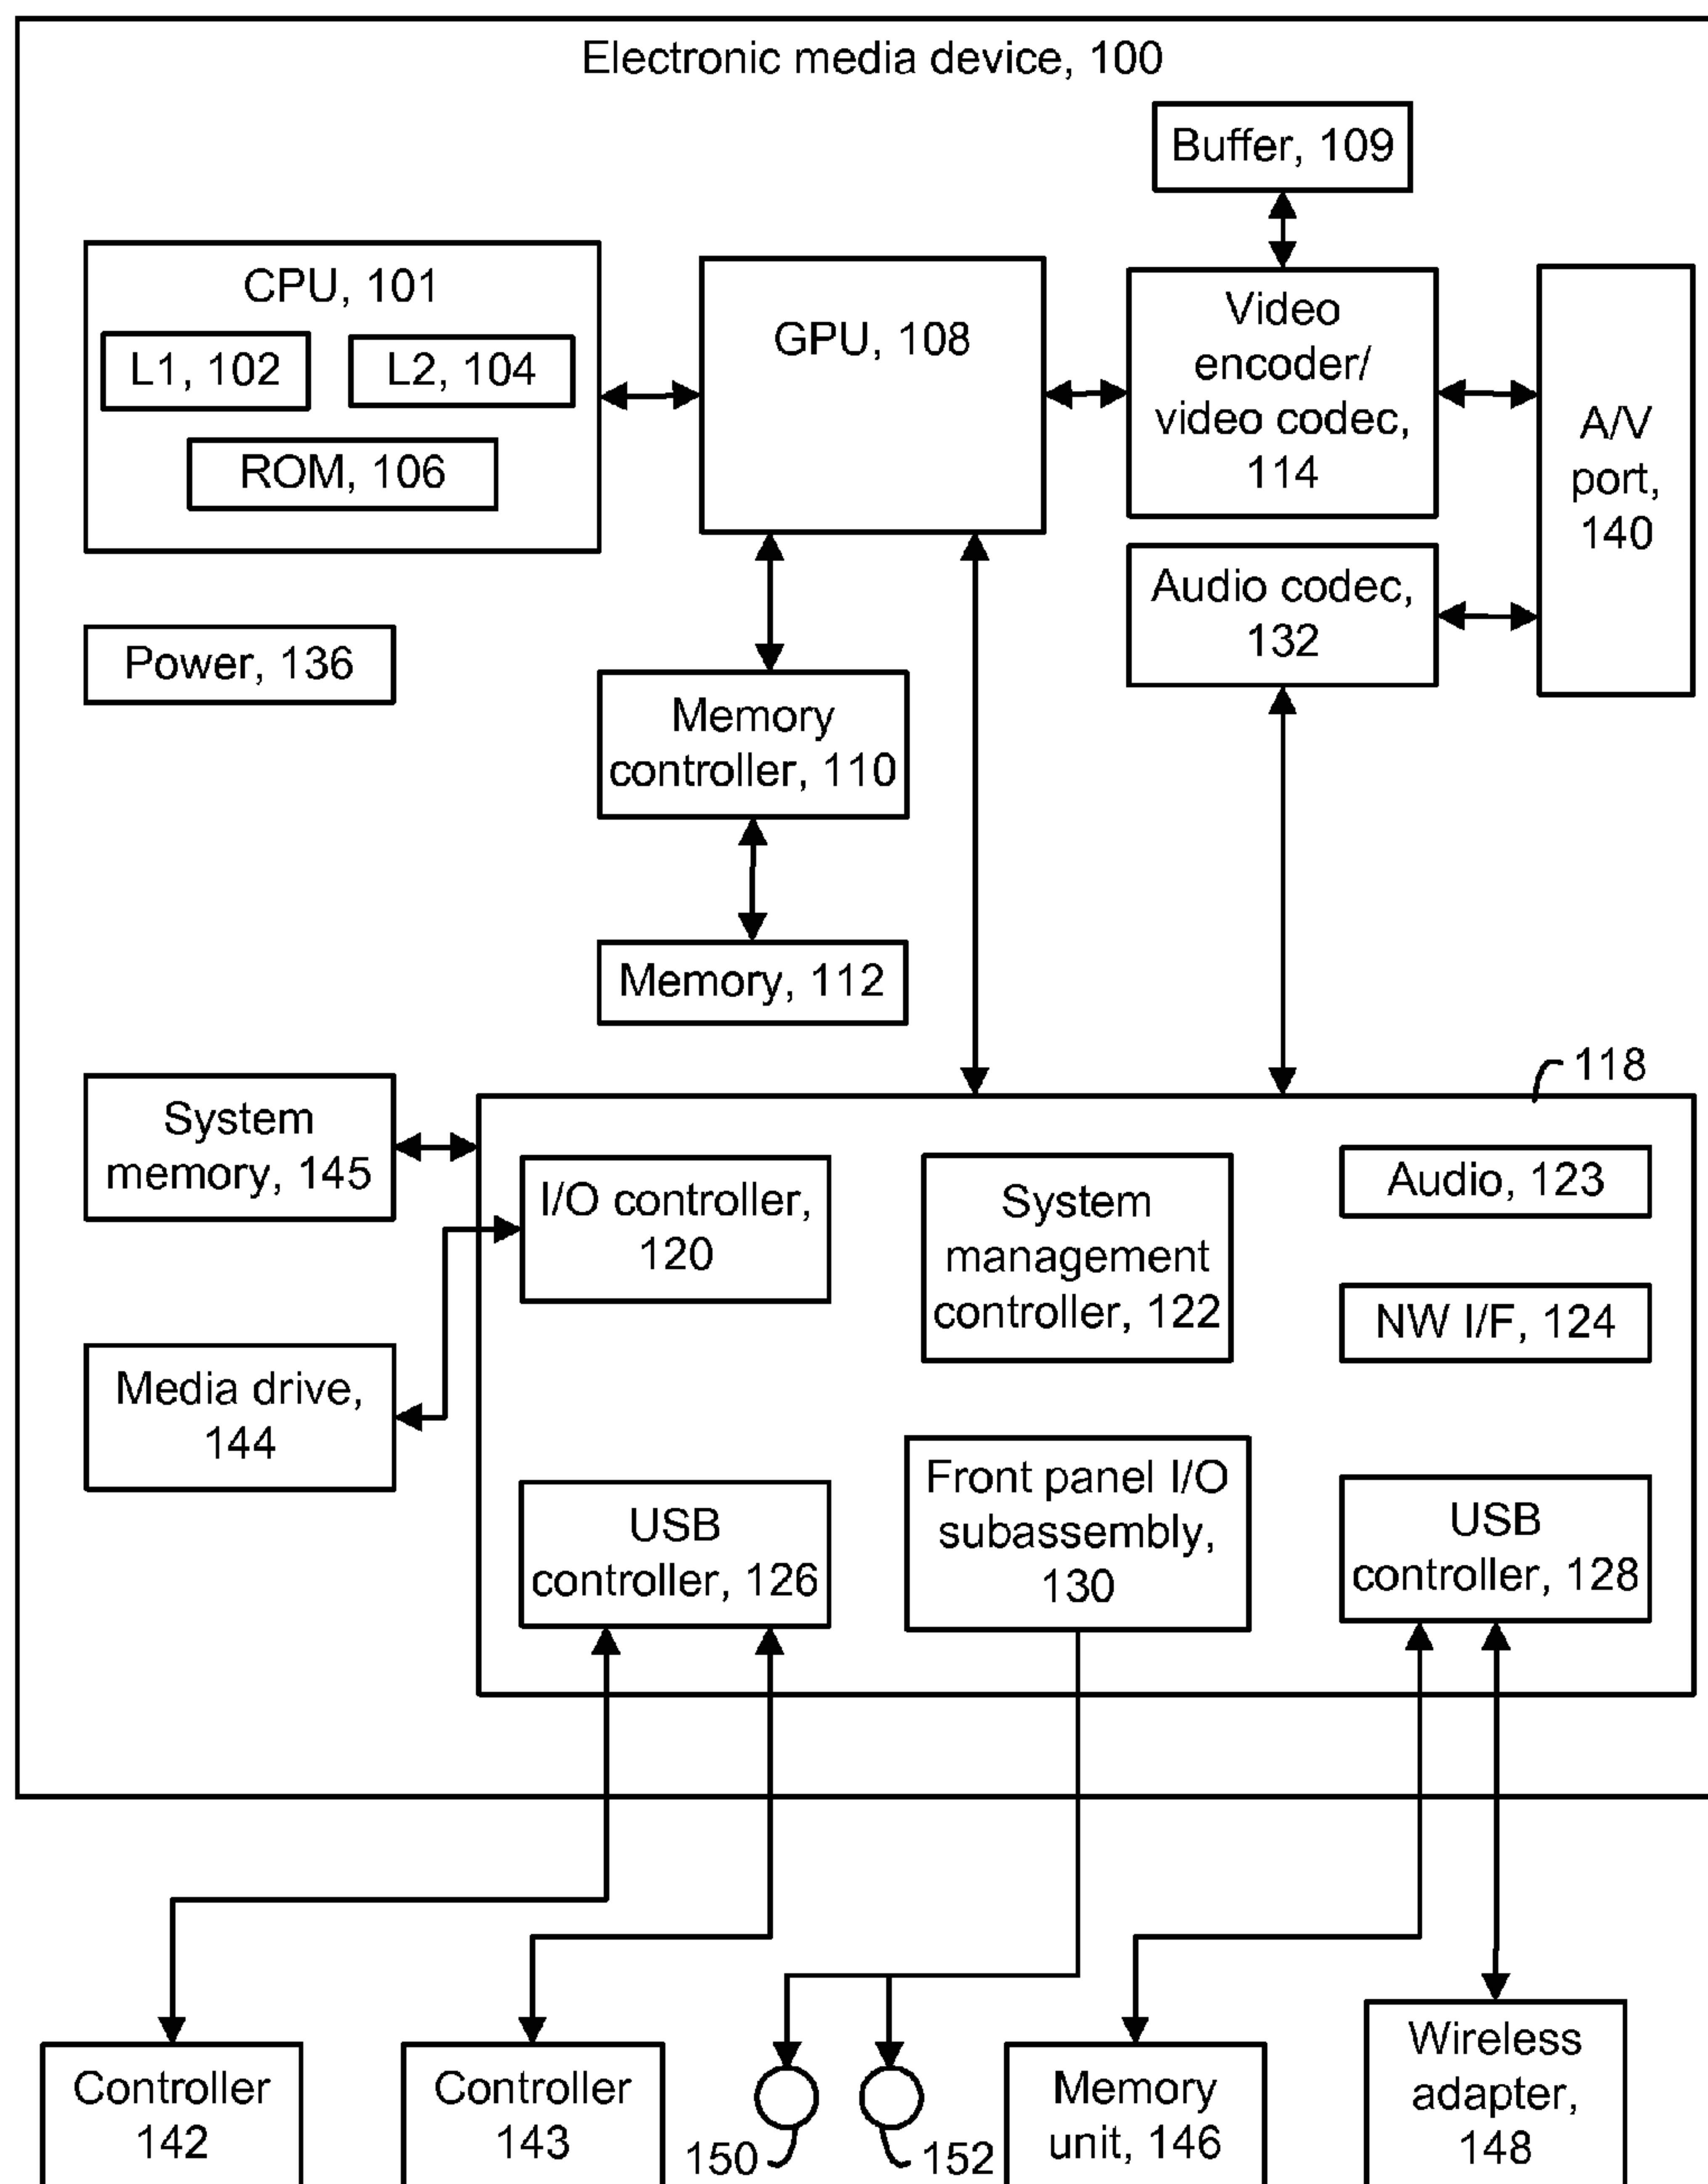 Electronic media device, 100
Buffer, 109
CPU, 101
L1, 102
L2, 104
ROM, 106
GPU, 108
Video
encoder/
video codec,
114
A/V
port,
140
Audio codec,
132
Power, 136
Memory
controller, 110
Memory, 112
118
System
memory, 145
I/O controller,
120
System
management
controller, 122
Audio, 123
NW I/F, 124
Media drive,
144
USB
controller, 126
Front panel I/O
subassembly,
130
USB
controller, 128
Controller
142
Controller
143
150
152
Memory
unit, 146
Wireless
adapter,
148